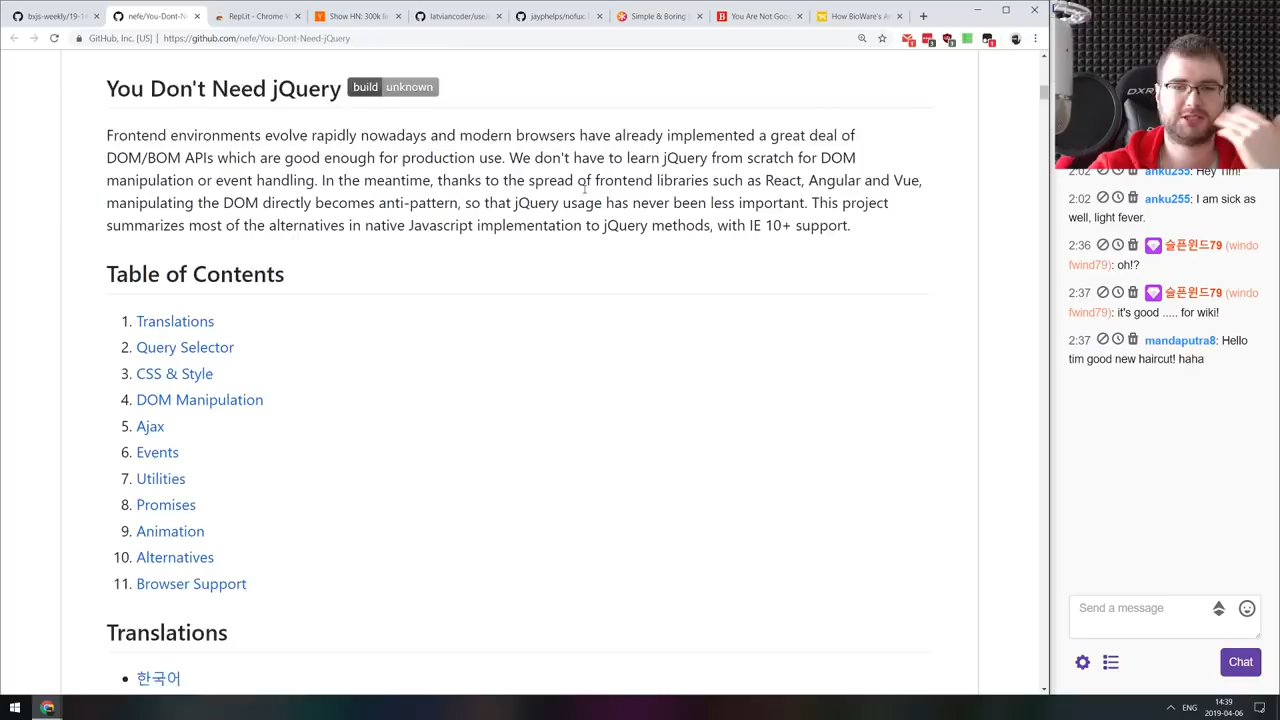 bxjs-weekly/19-1
nefe/You-Dont-Ne
Repl.it - Chrome W
Show HN: 300k li
latviancoder/use
jayphelps/nofux:
Simple & Boring
You Are Not Goog
How BioWare's A
GitHub, Inc. [US] | https://github.com/nefe/You-Dont-Need-jQuery
You Don't Need jQuery build unknown
Frontend environments evolve rapidly nowadays and modern browsers have already implemented a great deal of
DOM/BOM APIs which are good enough for production use. We don't have to learn jQuery from scratch for DOM
manipulation or event handling. In the meantime, thanks to the spread of frontend libraries such as React, Angular and Vue,
manipulating the DOM directly becomes anti-pattern, so that jQuery usage has never been less important. This project
summarizes most of the alternatives in native Javascript implementation to jQuery methods, with IE 10+ support.
Table of Contents
1. Translations
2. Query Selector
3. CSS & Style
4. DOM Manipulation
5. Ajax
6. Events
7. Utilities
8. Promises
9. Animation
10. Alternatives
11. Browser Support
Translations
• 한국어
DXR
2:02 anku255: Hey Tim!
2:02 anku255: I am sick as
well, light fever.
2:36 슬픈윈드79 (windo
fwind79): oh!?
2:37 슬픈윈드79 (windo
fwind79): it's good ..... for wiki!
2:37 mandaputra8: Hello
tim good new haircut! haha
Send a message
Chat
ENG
14:39
2019-04-06